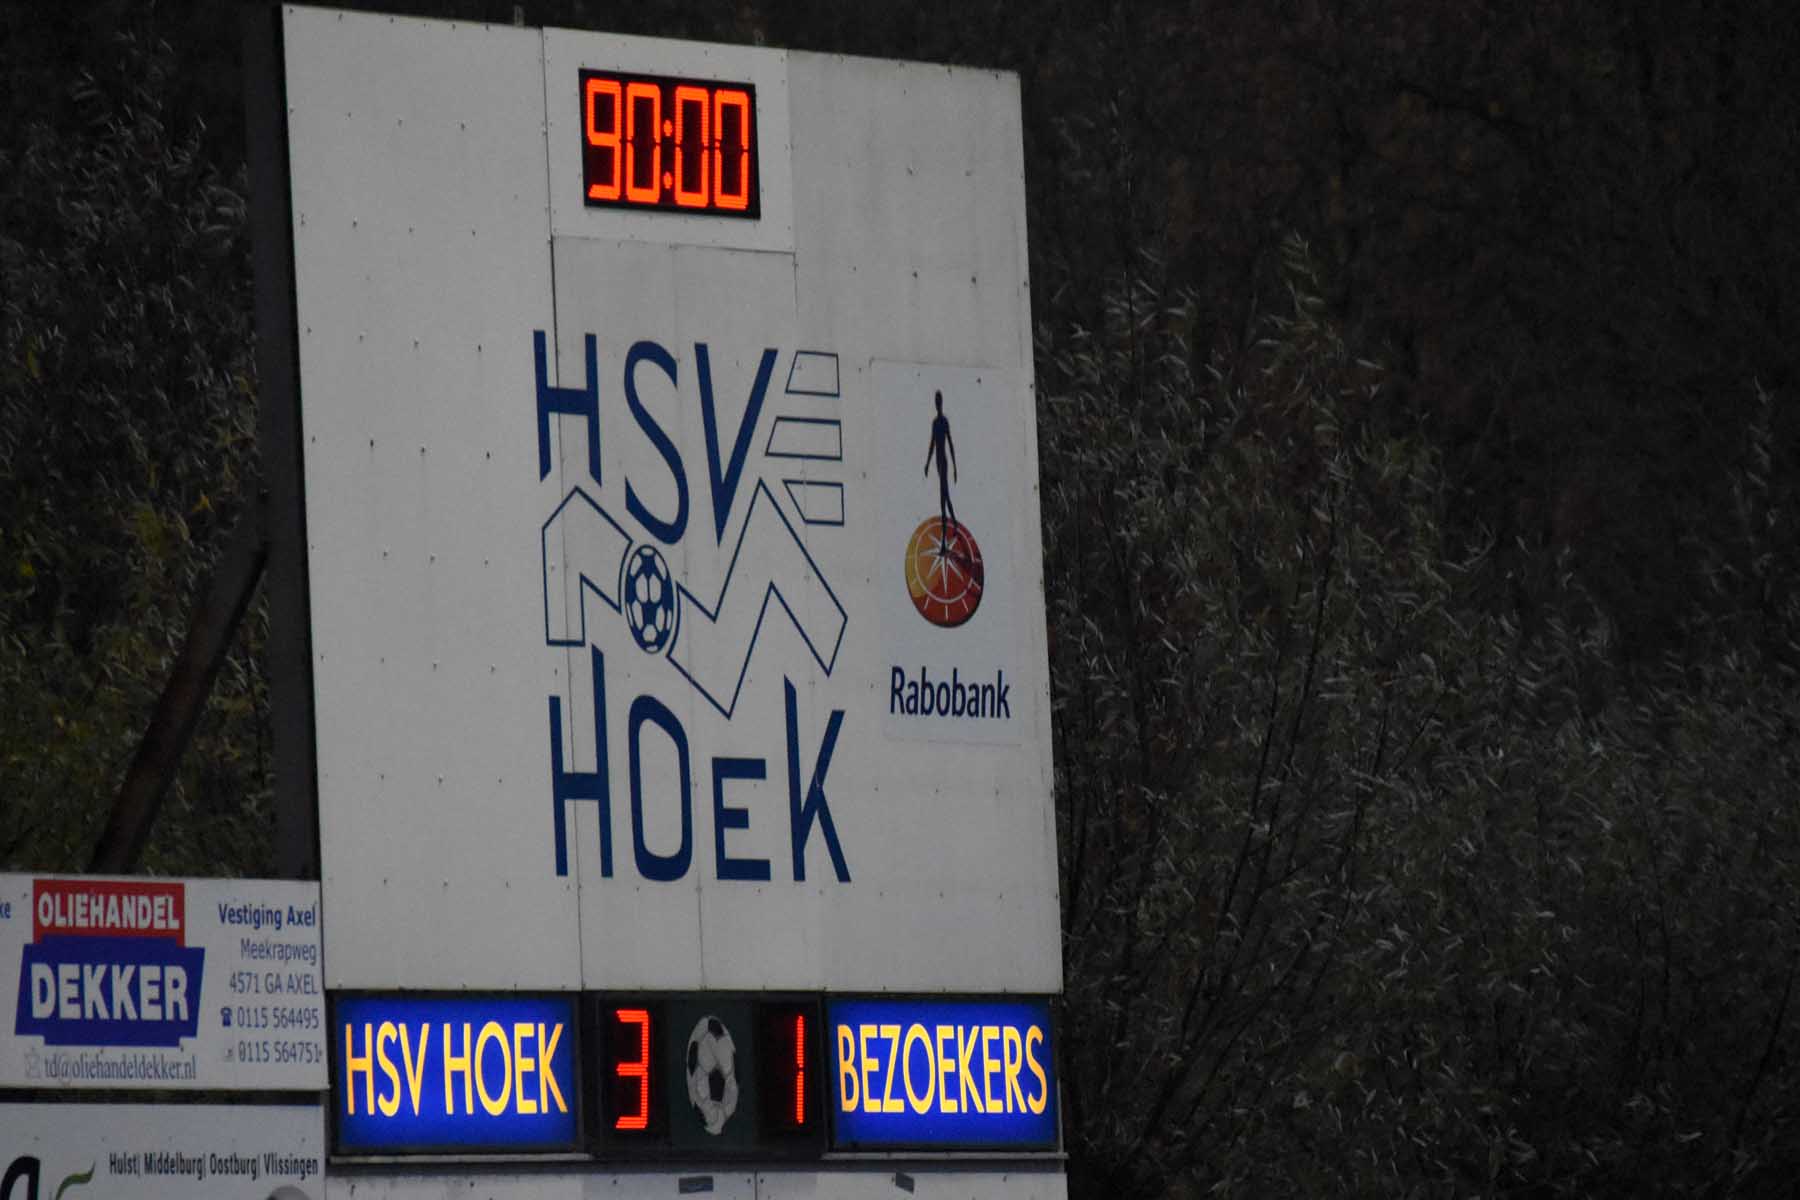 90:00
HSV
HOEK
Rabobank
OLIEHANDEL
DEKKER
Vestiging Axel
Meekrapweg
4571 GA AXEL
0115 564495
0115 564751
td@oliehandeldekker.nl
HSV HOEK 3 1 BEZOEKERS
Hulst| Middelburg| Oostburg| Vlissingen